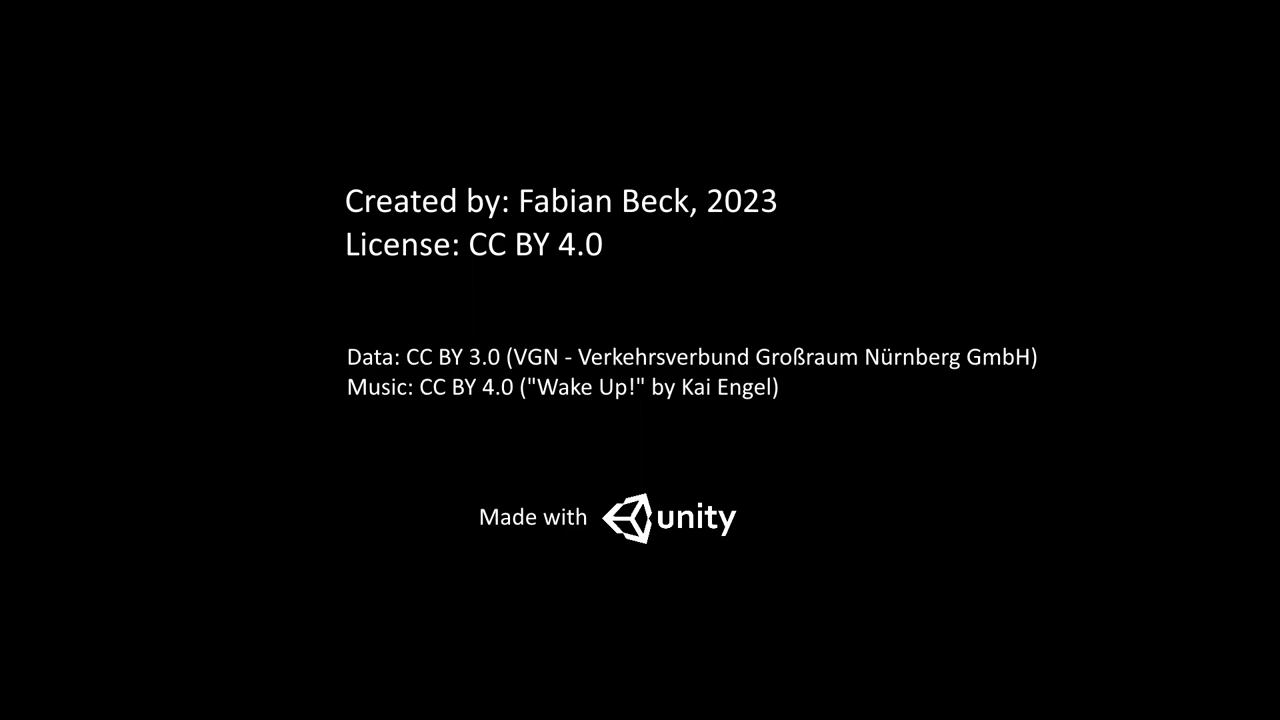 Created by: Fabian Beck, 2023
License: CC BY 4.0
Data: CC BY 3.0 (VGN - Verkehrsverbund Großraum Nürnberg GmbH)
Music: CC BY 4.0 ("Wake Up!" by Kai Engel)
Made with unity